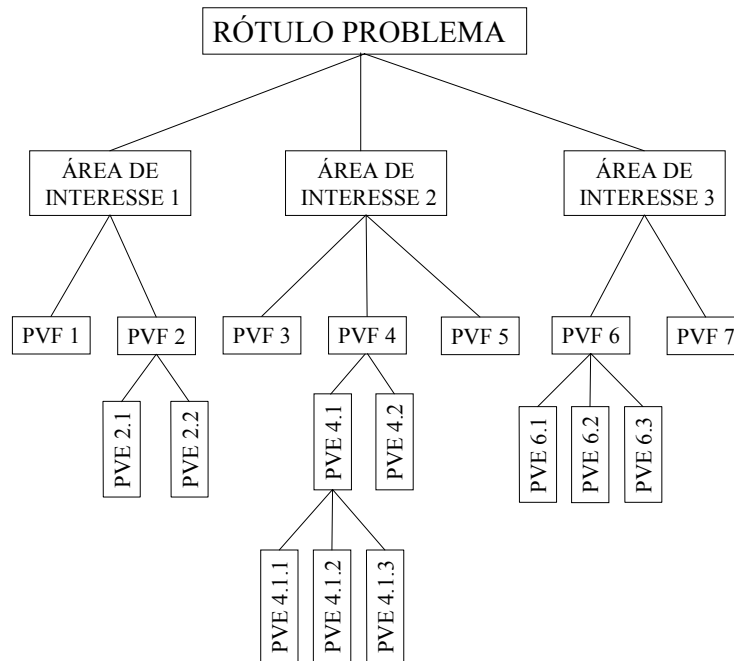 RÓTULO PROBLEMA
ÁREA DE
INTERESSE 1
ÁREA DE
INTERESSE 2
ÁREA DE
INTERESSE 3
PVF 1
PVF 2
PVF 3
PVF 4
PVF 5
PVF 6
PVF 7
PVE 2.1
PVE 2.2
PVE 4.1
PVE 4.2
PVE 6.1
PVE 6.2
PVE 6.3
PVE 4.1.1
PVE 4.1.2
PVE 4.1.3